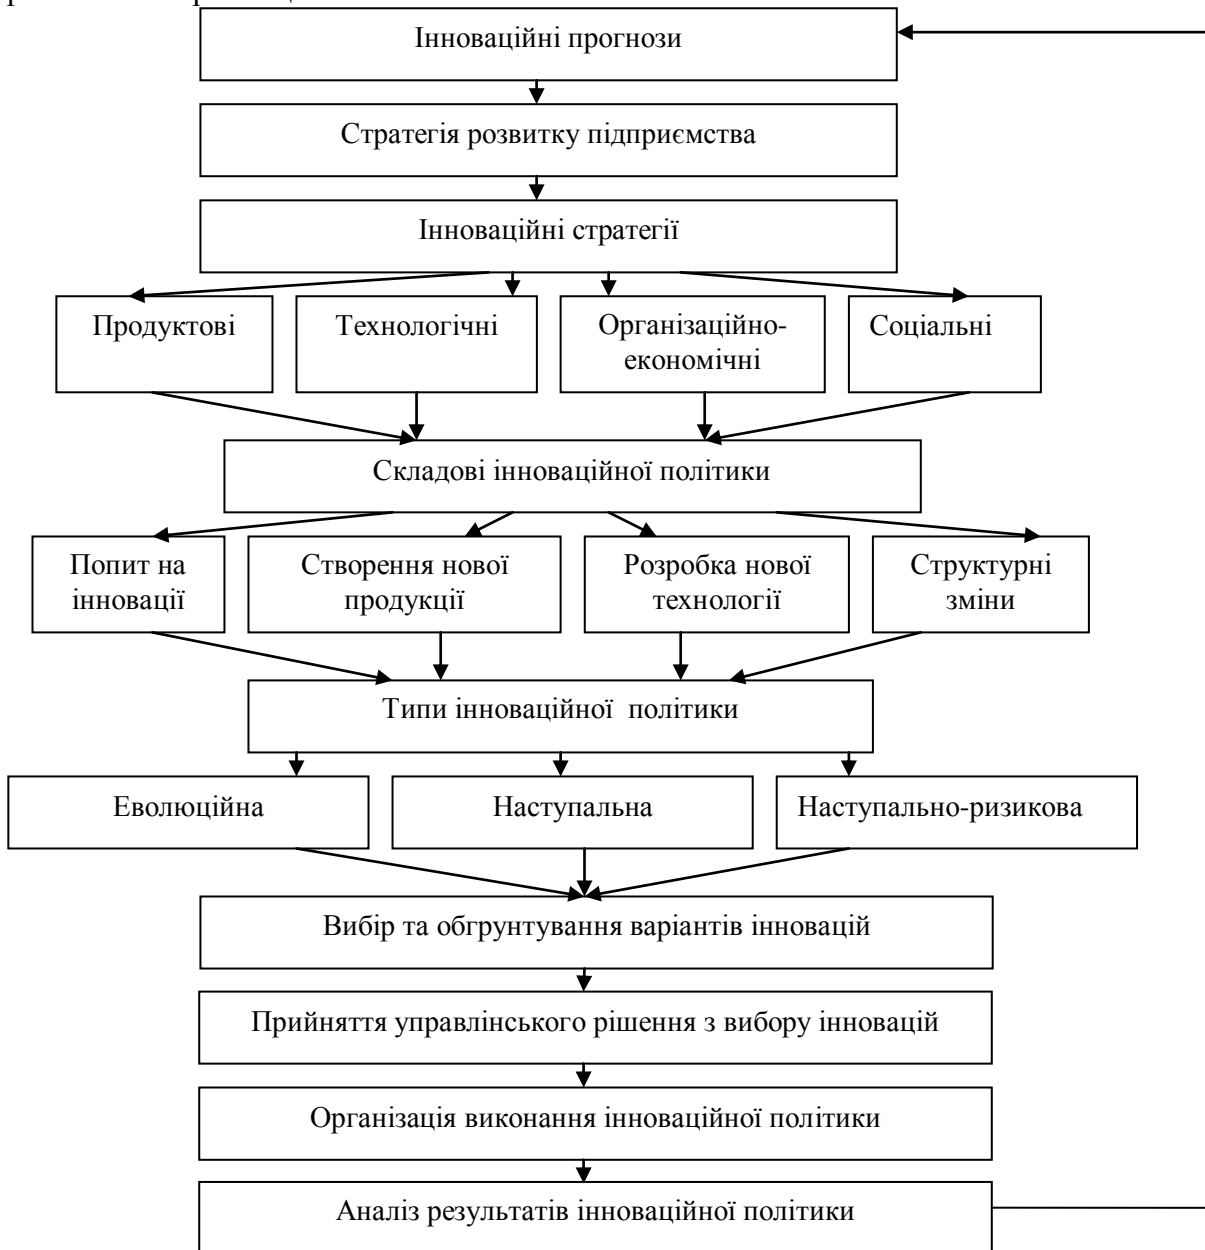 Інноваційні прогнози
Стратегія розвитку підприємства
Інноваційні стратегії
Продуктові
Технологічні
Організаційно-
економічні
Соціальні
Складові інноваційної політики
Попит на
інновації
Створення нової
продукції
Розробка нової
технології
Структурні
зміни
Типи інноваційної політики
Еволюційна
Наступальна
Наступально-ризикова
Вибір та обгрунтування варіантів інновацій
Прийняття управлінського рішення з вибору інновацій
Організація виконання інноваційної політики
Аналіз результатів інноваційної політики